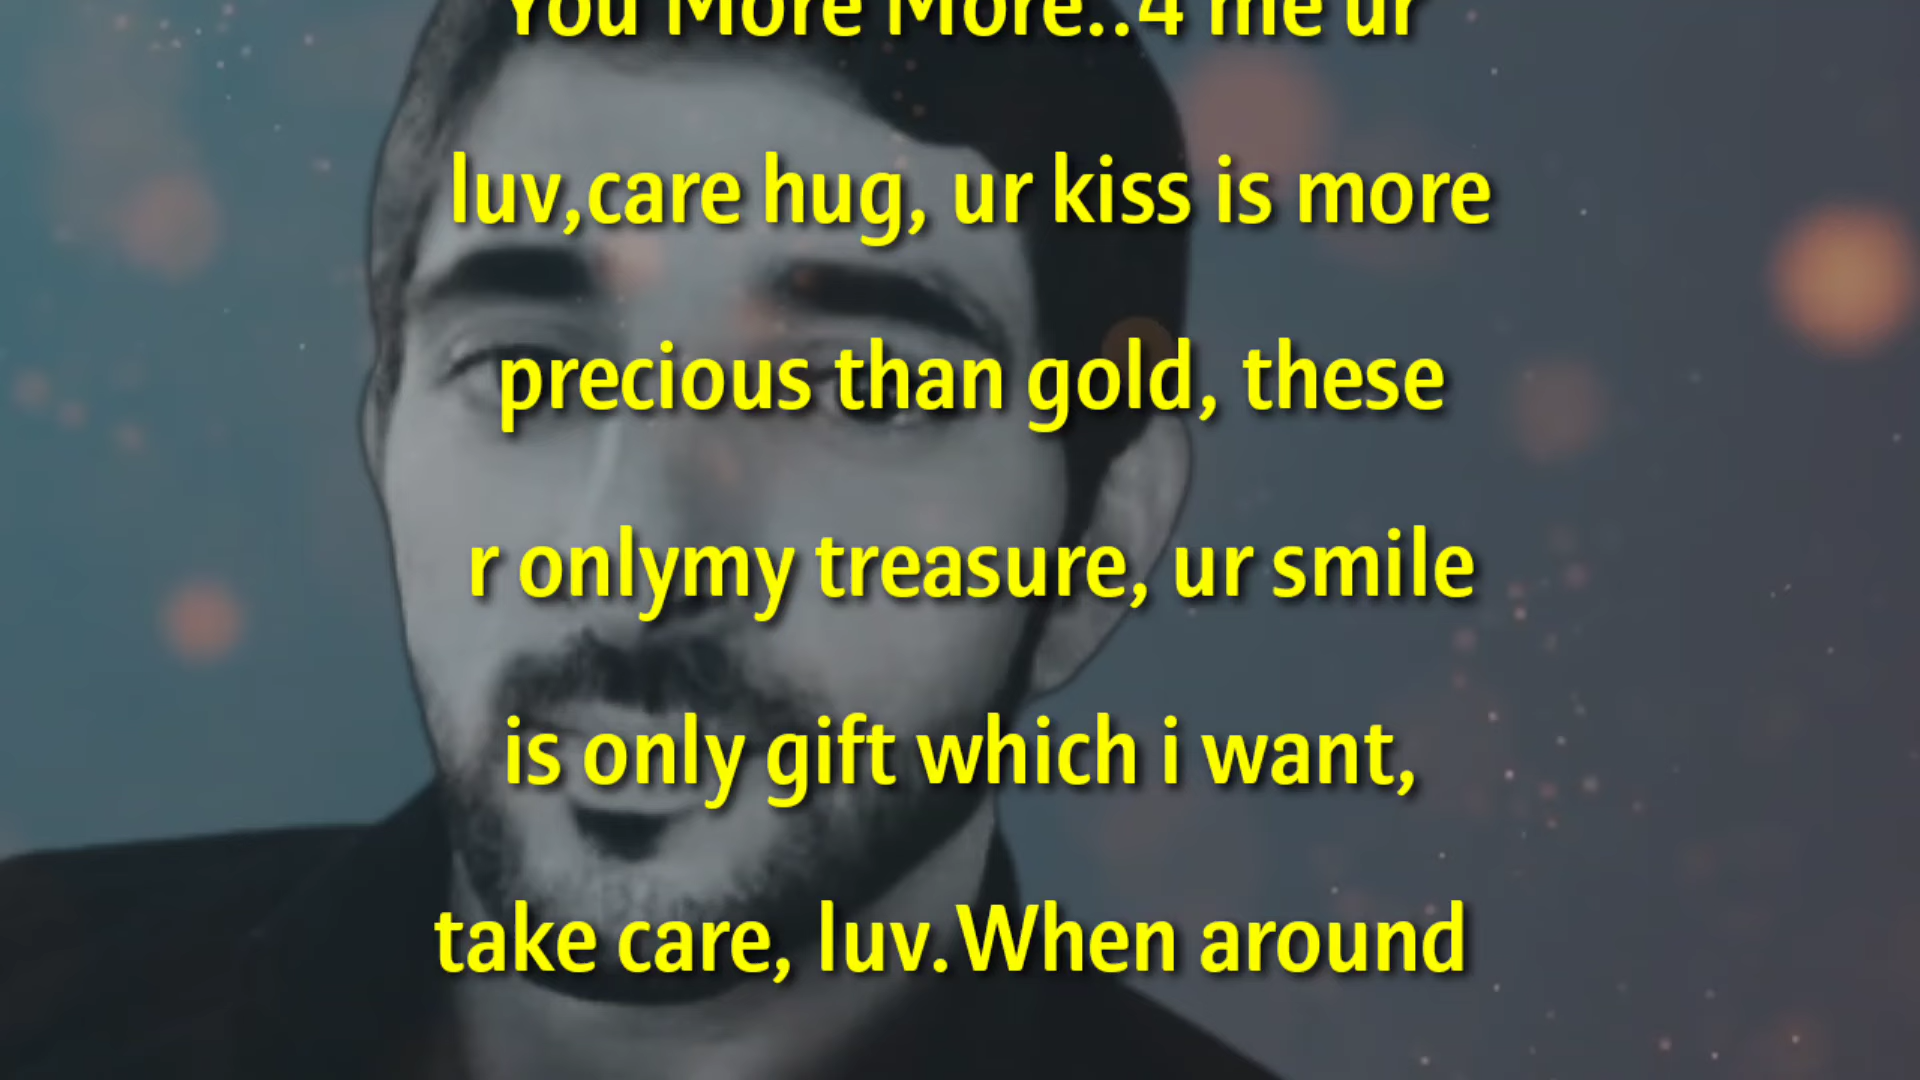 You More More..4 me ur
luv,care hug, ur kiss is more
precious than gold, these
r onlymy treasure, ur smile
is only gift which i want,
take care, luv.When around